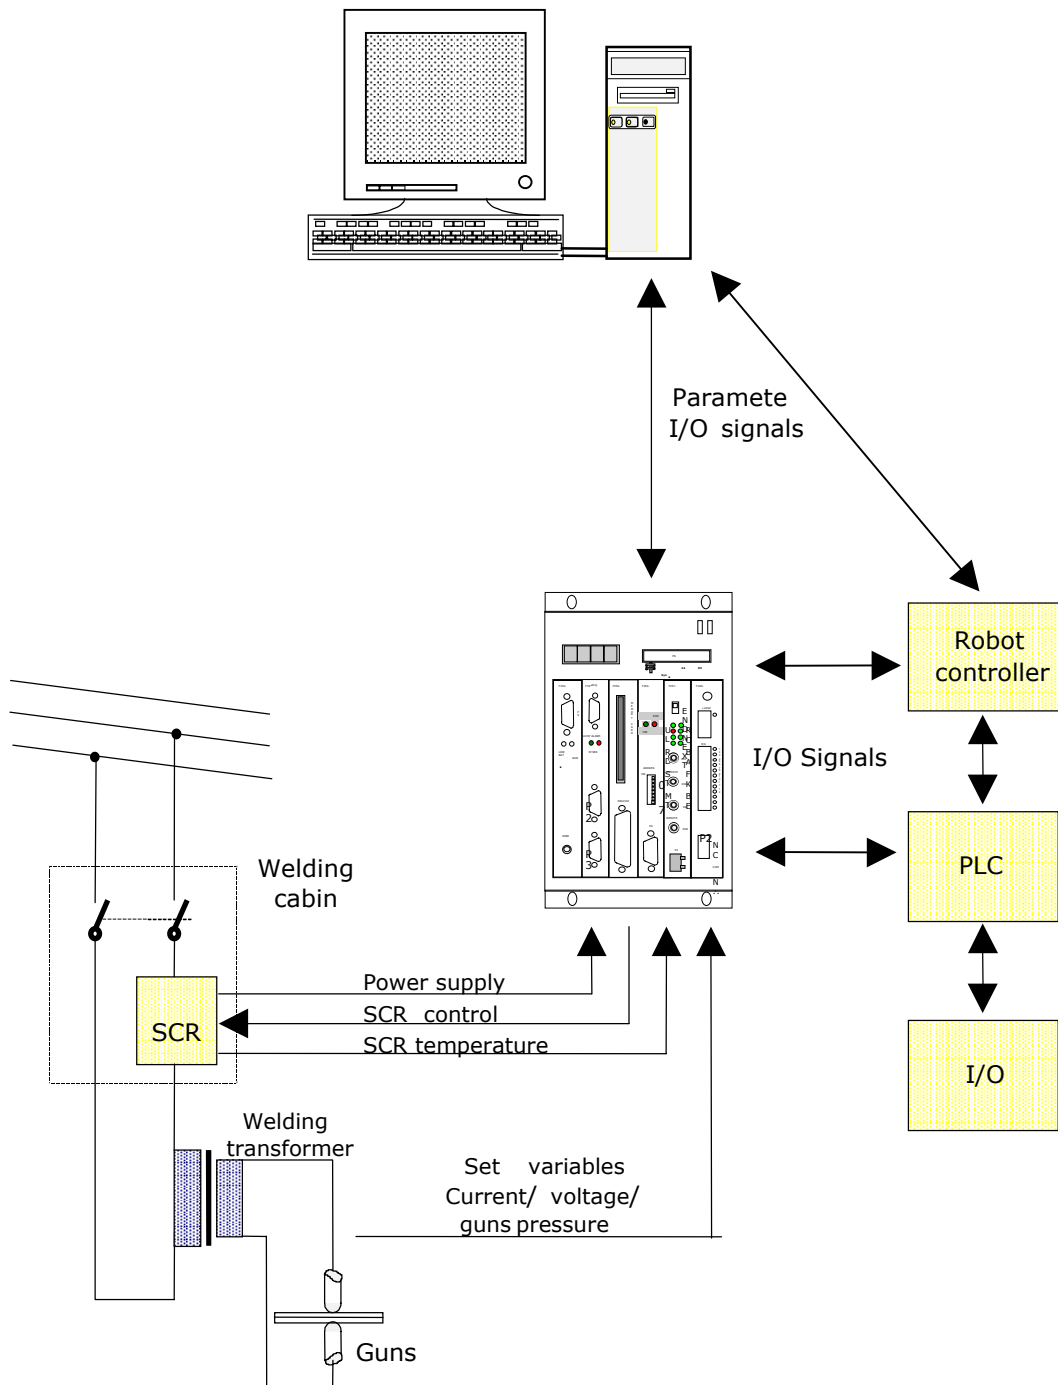 Paramete
I/O signals
Robot
controller
I/O Signals
PLC
Welding
cabin
Power supply
SCR control
SCR
SCR temperature
I/O
Welding
transformer
Set variables
Current/ voltage/
guns pressure
Guns
P2